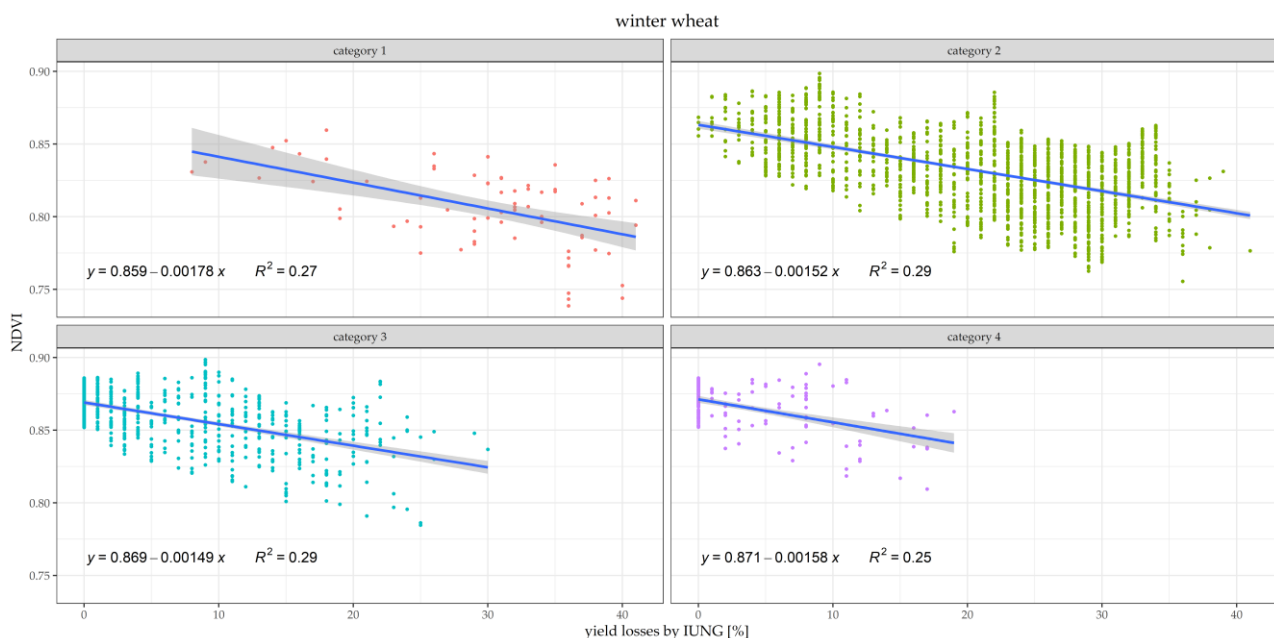 winter wheat
category 1
category 2
0.90
0.85
0.80
0.75
y = 0.859 – 0.00178 x R² = 0.27
y = 0.863 – 0.00152 x R² = 0.29
NDVI
category 3
category 4
0.90
0.85
0.80
0.75
y = 0.869 – 0.00149 x R² = 0.29
y = 0.871 – 0.00158 x R² = 0.25
0 10 20 30 40 0 10 20 30 40
yield losses by IUNG [%]